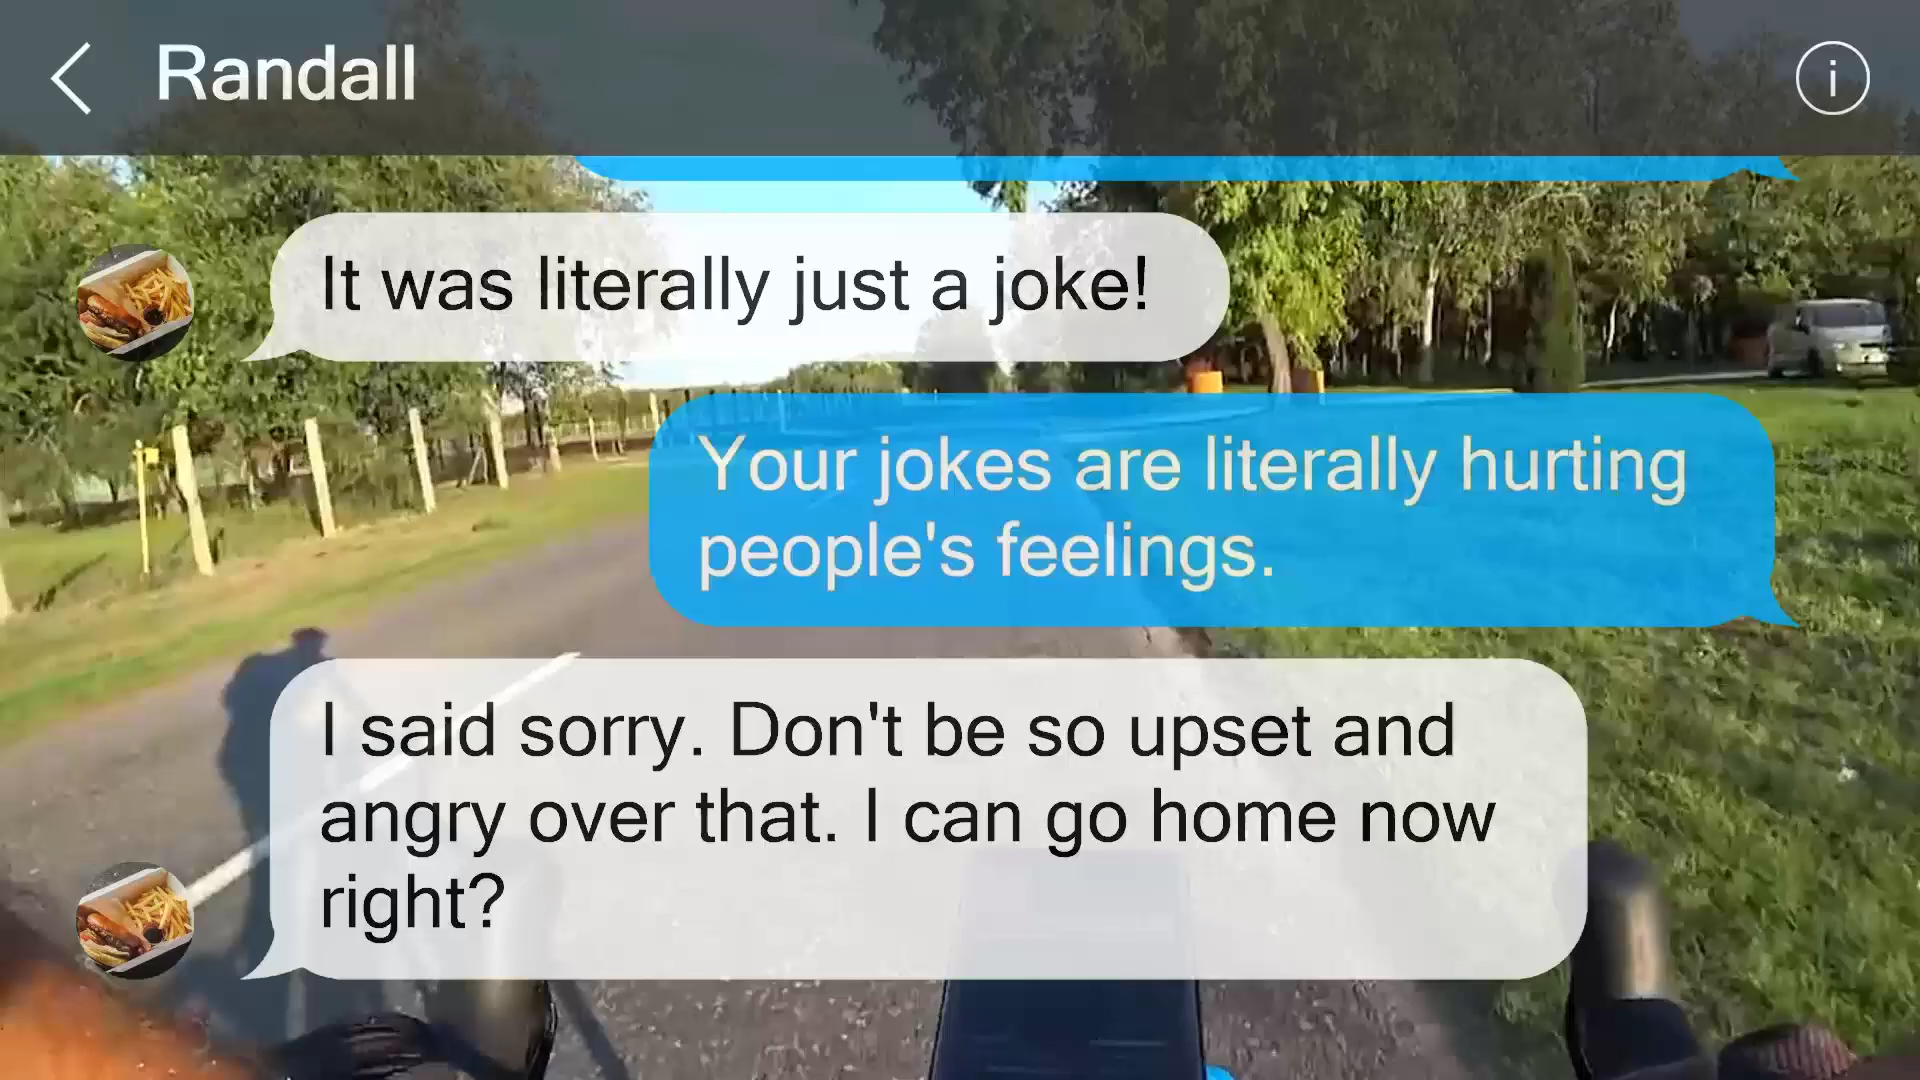 Randall
It was literally just a joke!
Your jokes are literally hurting
people's feelings.
I said sorry. Don't be so upset and
angry over that. I can go home now
right?